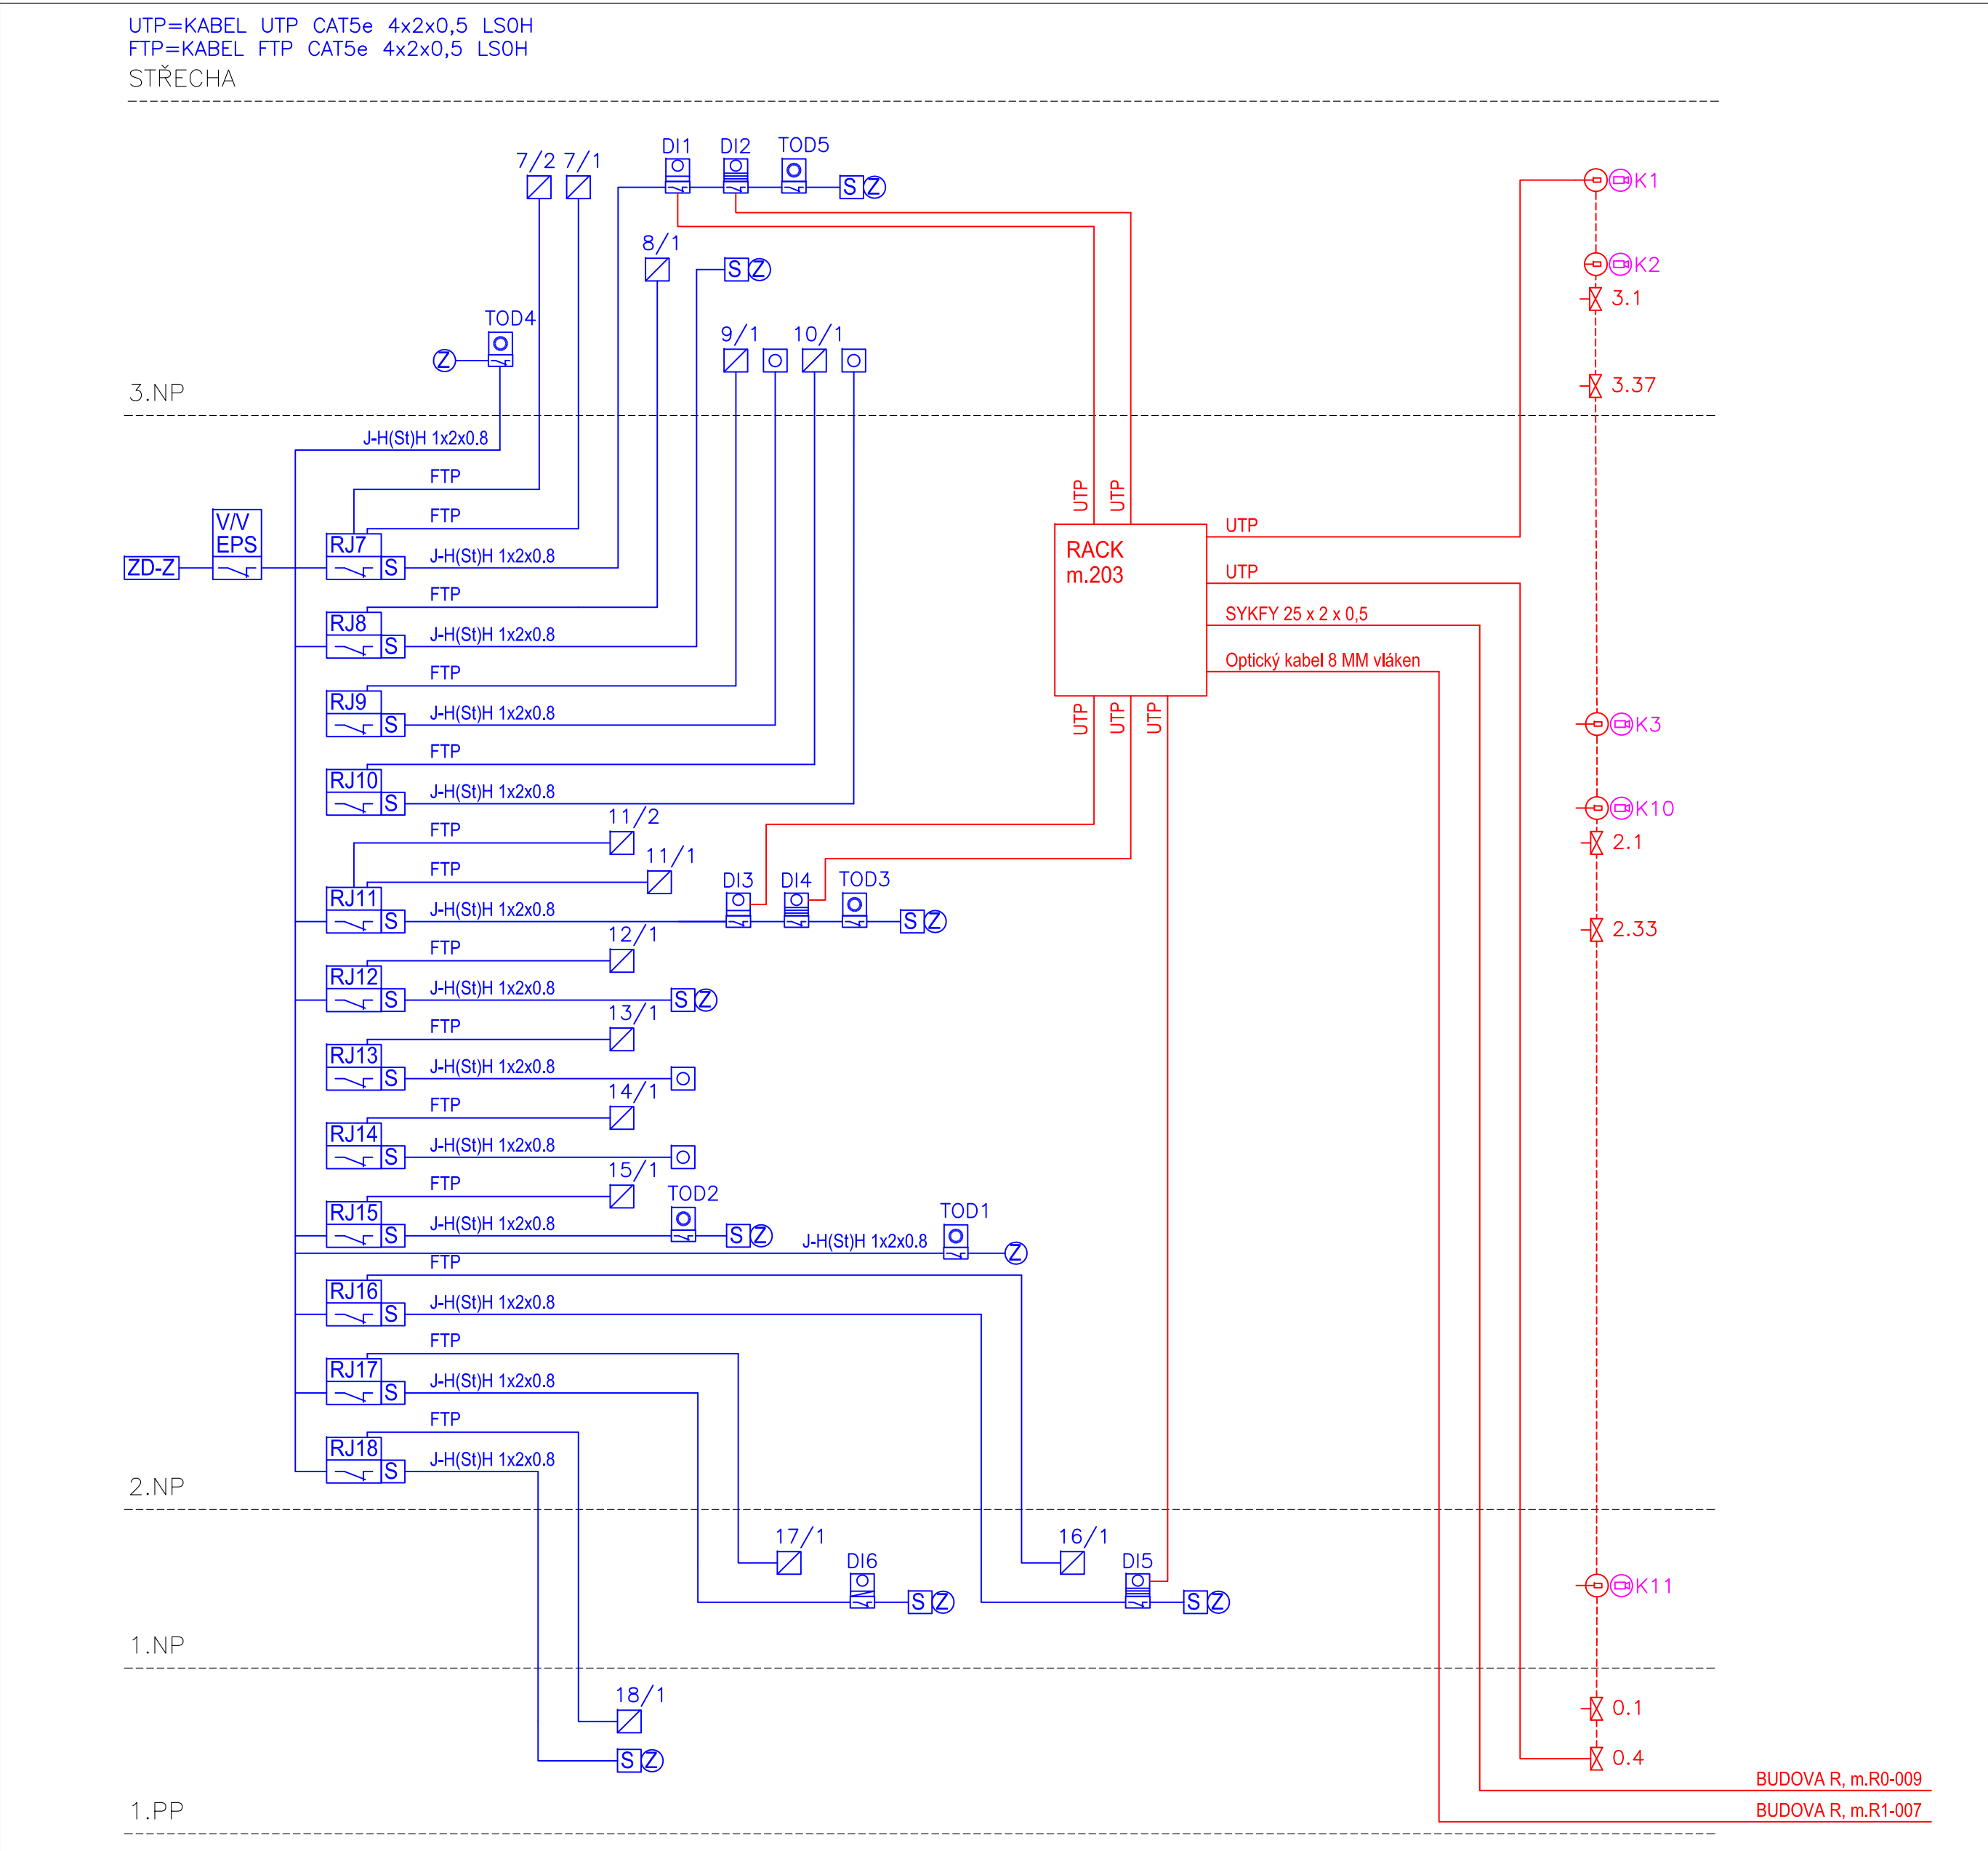 UTP=KABEL UTP CAT5e 4x2x0,5 LS0H
FTP=KABEL FTP CAT5e 4x2x0,5 LS0H
STŘECHA
DI1 DI2 TOD5
7/2 7/1
S Z
K1
8/1
S Z
K2
3.1
TOD4
Z
9/1 10/1
3.37
3.NP
J-H(St)H 1x2x0.8
FTP
UTP UTP
V/V
EPS
FTP
UTP
RJ7
ZD-Z
S
J-H(St)H 1x2x0.8
RACK
m.203
UTP
FTP
SYKFY 25 x 2 x 0,5
RJ8
S
J-H(St)H 1x2x0.8
Optický kabel 8 MM vláken
FTP
RJ9
S
J-H(St)H 1x2x0.8
UTP UTP UTP
K3
FTP
RJ10
S
J-H(St)H 1x2x0.8
K10
11/2
FTP
2.1
11/1
FTP
RJ11
S
J-H(St)H 1x2x0.8
DI3 DI4 TOD3
S Z
2.33
12/1
FTP
RJ12
S
J-H(St)H 1x2x0.8
S Z
13/1
FTP
RJ13
S
J-H(St)H 1x2x0.8
14/1
FTP
RJ14
S
J-H(St)H 1x2x0.8
15/1
FTP
RJ15
S
J-H(St)H 1x2x0.8
TOD2
S Z
J-H(St)H 1x2x0.8
TOD1
Z
FTP
RJ16
S
J-H(St)H 1x2x0.8
FTP
RJ17
S
J-H(St)H 1x2x0.8
FTP
RJ18
S
J-H(St)H 1x2x0.8
2.NP
17/1
16/1
DI6
S Z
DI5
S Z
K11
1.NP
18/1
S Z
0.1
0.4
BUDOVA R, m.R0-009
BUDOVA R, m.R1-007
1.PP